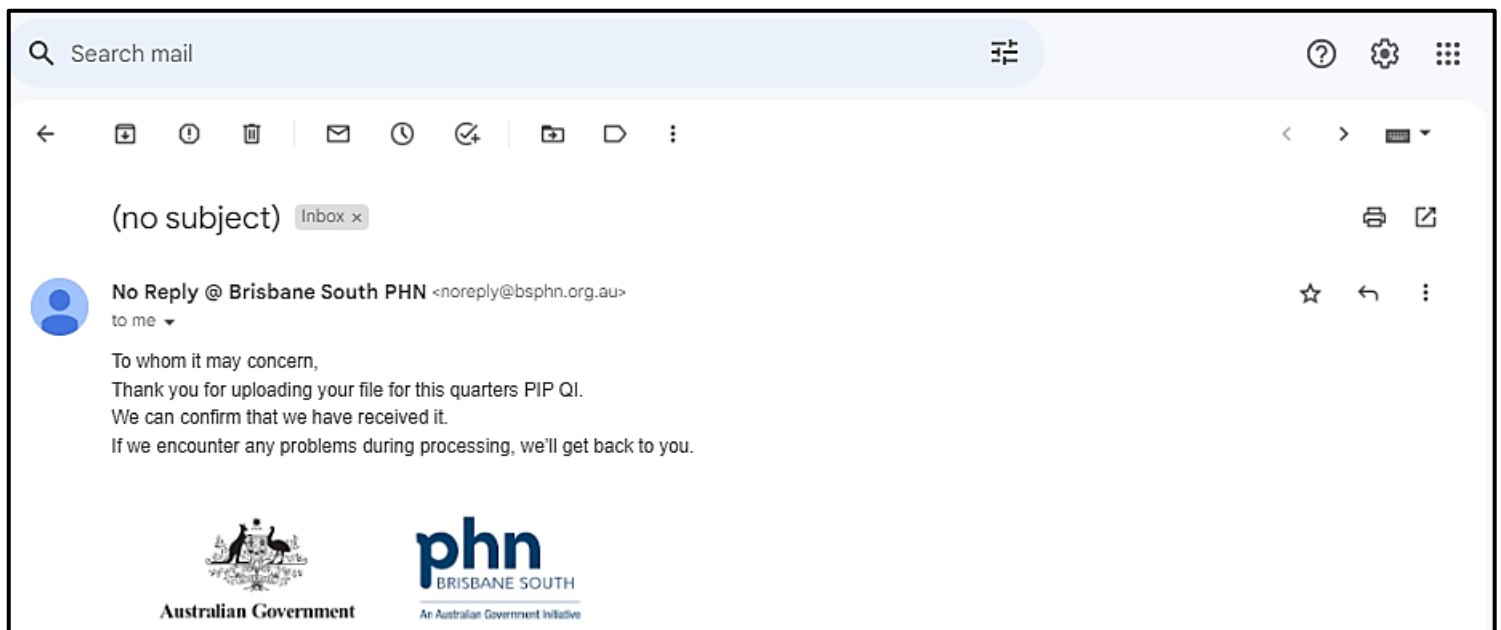 Search mail
(no subject) Inbox ×
No Reply @ Brisbane South PHN <noreply@bsphn.org.au>
to me
To whom it may concern,
Thank you for uploading your file for this quarters PIP QI.
We can confirm that we have received it.
If we encounter any problems during processing, we'll get back to you.
Australian Government
phn
BRISBANE SOUTH
An Australian Government Initiative